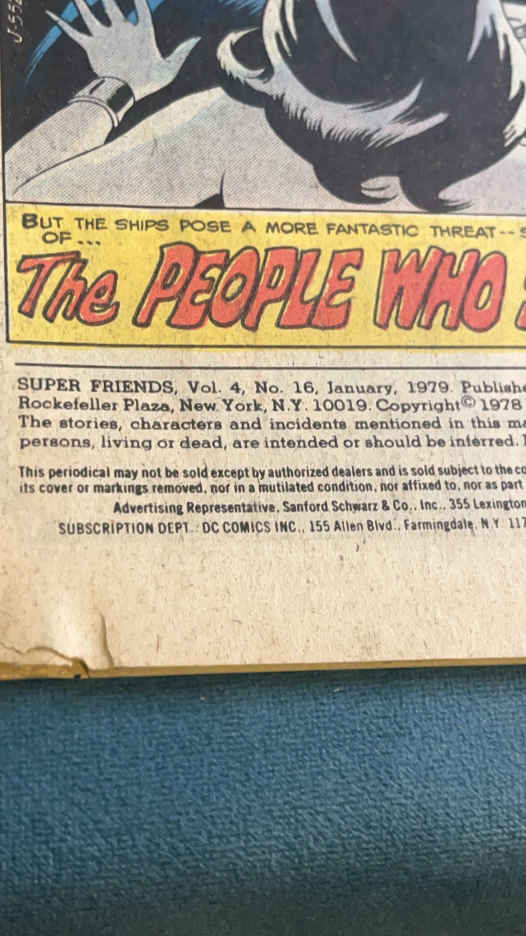 J-552
BUT THE SHIPS POSE A MORE FANTASTIC THREAT--
OF...
The PEOPLE WHO
SUPER FRIENDS, Vol. 4, No. 16, January, 1979. Publishe
Rockefeller Plaza, New York, N.Y. 10019. Copyright © 1978
The stories, characters and incidents mentioned in this ma
persons, living or dead, are intended or should be inferred.
This periodical may not be sold except by authorized dealers and is sold subject to the co
its cover or markings removed, nor in a mutilated condition, nor affixed to, nor as part
Advertising Representative, Sanford Schwarz & Co., Inc., 355 Lexington
SUBSCRIPTION DEPT.: DC COMICS INC., 155 Allen Blvd., Farmingdale, N.Y. 117